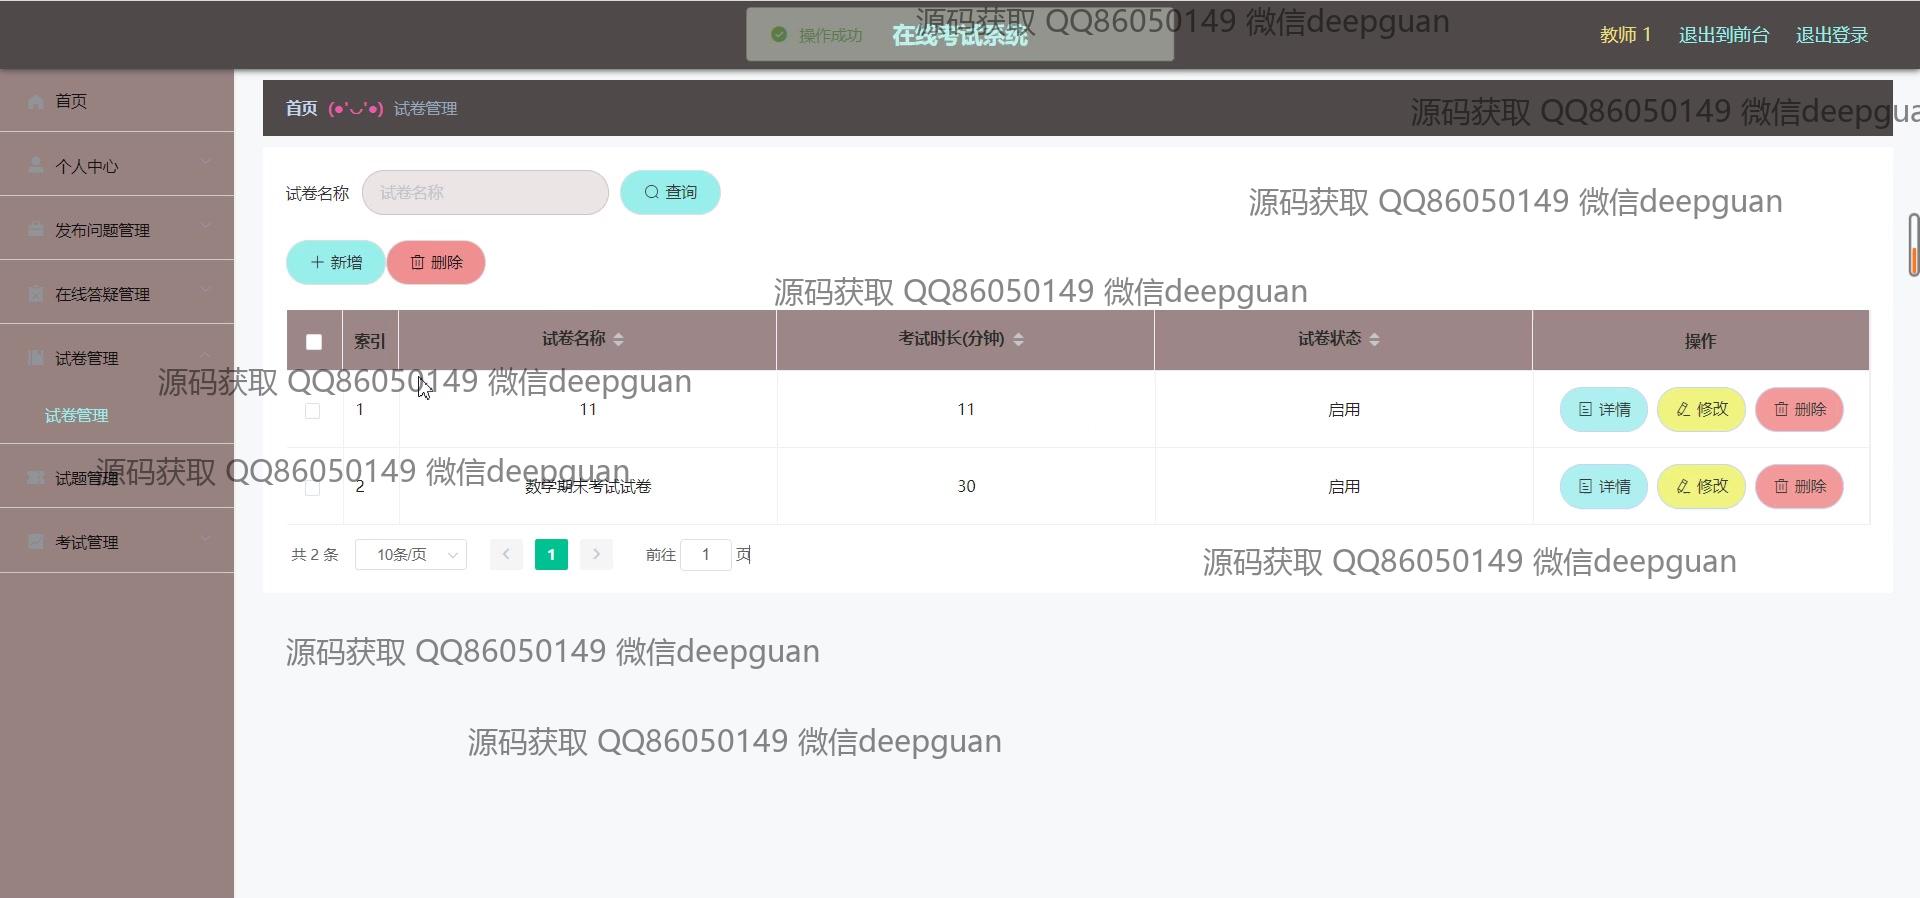 操作成功
在线考试系统
源码获取 QQ86050149 微信deepguan
教师 1
退出到前台
退出登录
首页
个人中心
发布问题管理
在线答疑管理
试卷管理
试卷管理
试题管理
考试管理
首页 (●'◡'●) 试卷管理
源码获取 QQ86050149 微信deepgua
试卷名称 试卷名称 查询
源码获取 QQ86050149 微信deepguan
新增 删除
源码获取 QQ86050149 微信deepguan
索引 试卷名称 考试时长(分钟) 试卷状态 操作
源码获取 QQ86050149 微信deepguan
1 11 11 启用 详情 修改 删除
源码获取 QQ86050149 微信deepguan
2 数学期末考试试卷 30 启用 详情 修改 删除
共 2 条 10条/页 1 前往 1 页
源码获取 QQ86050149 微信deepguan
源码获取 QQ86050149 微信deepguan
源码获取 QQ86050149 微信deepguan